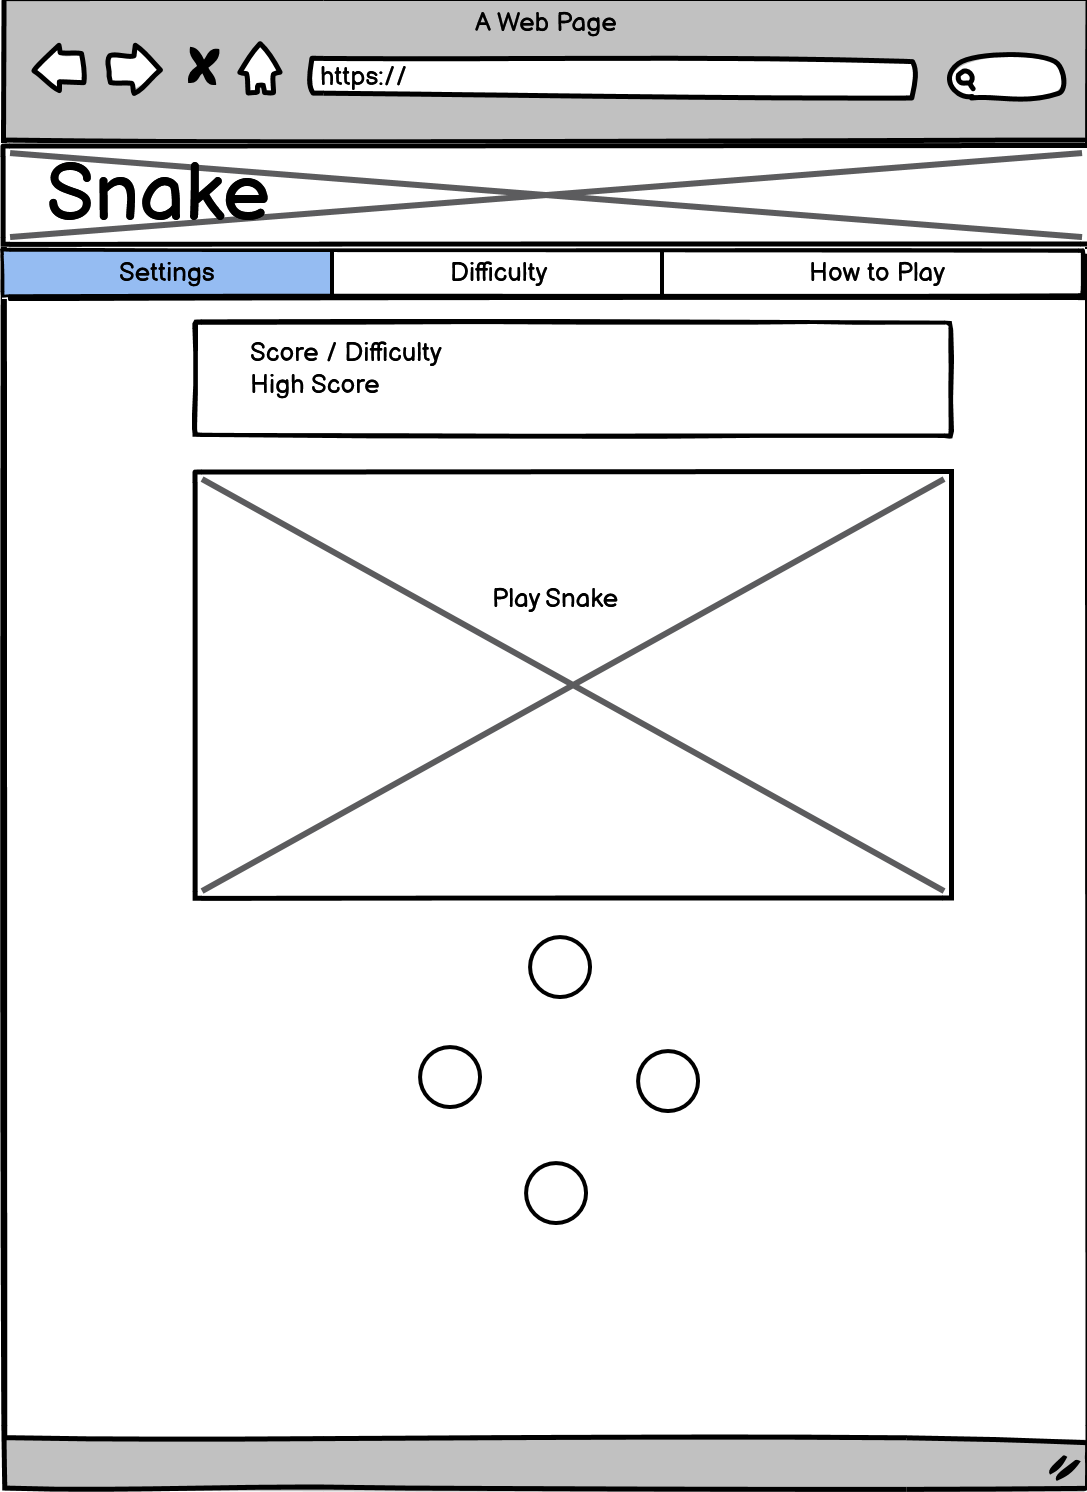 A Web Page
https://
Snake
Settings
Difficulty
How to Play
Score / Difficulty
High Score
Play Snake